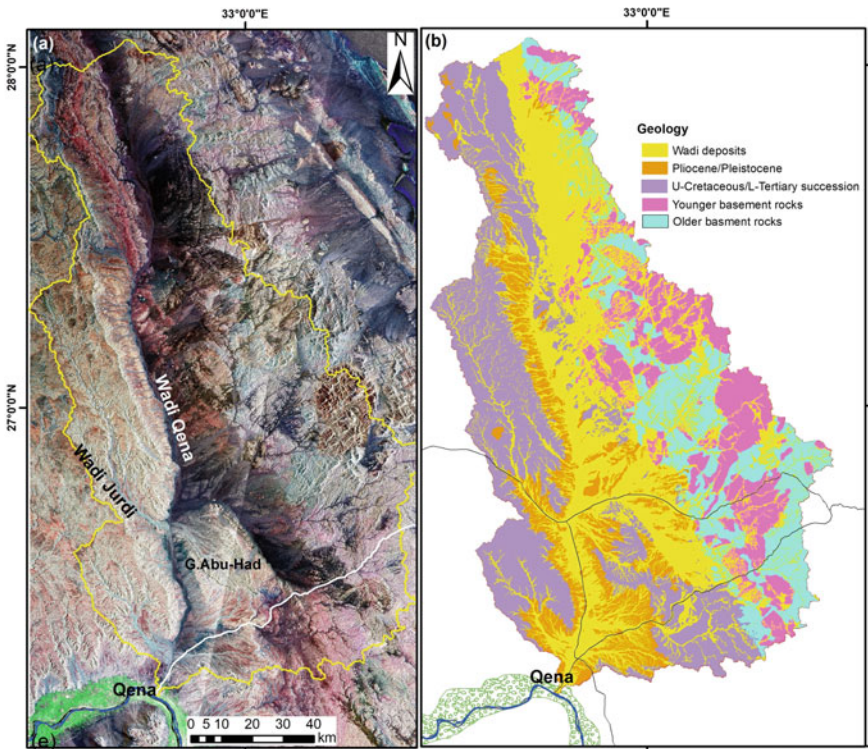 33°0'0"E
33°0'0"E
(a)
N
28°0'0"N
27°0'0"N
Wadi Qena
Wadi Jurdi
G.Abu-Had
Qena
0 5 10 20 30 40
km
(e)
(b)
Geology
Wadi deposits
Pliocene/Pleistocene
U-Cretaceous/L-Tertiary succession
Younger basement rocks
Older basment rocks
Qena